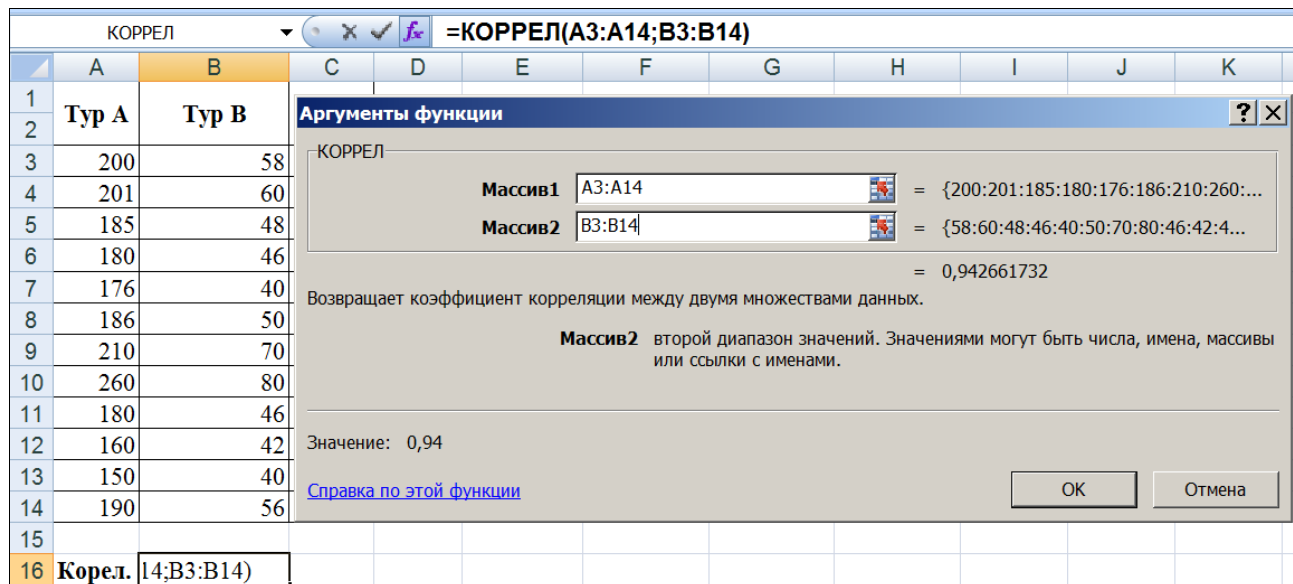 КОРРЕЛ =КОРРЕЛ(A3:A14;B3:B14)
A B C D E F G H I J K
1 Тур А Тур В
2
Аргументы функции
КОРРЕЛ
Массив1 A3:A14 = {200:201:185:180:176:186:210:260:...
Массив2 B3:B14 = {58:60:48:46:40:50:70:80:46:42:4...
= 0,942661732
Возвращает коэффициент корреляции между двумя множествами данных.
Массив2 второй диапазон значений. Значениями могут быть числа, имена, массивы
или ссылки с именами.
Значение: 0,94
Справка по этой функции
OK Отмена
3 200 58
4 201 60
5 185 48
6 180 46
7 176 40
8 186 50
9 210 70
10 260 80
11 180 46
12 160 42
13 150 40
14 190 56
15
16 Корел. 14;B3:B14)